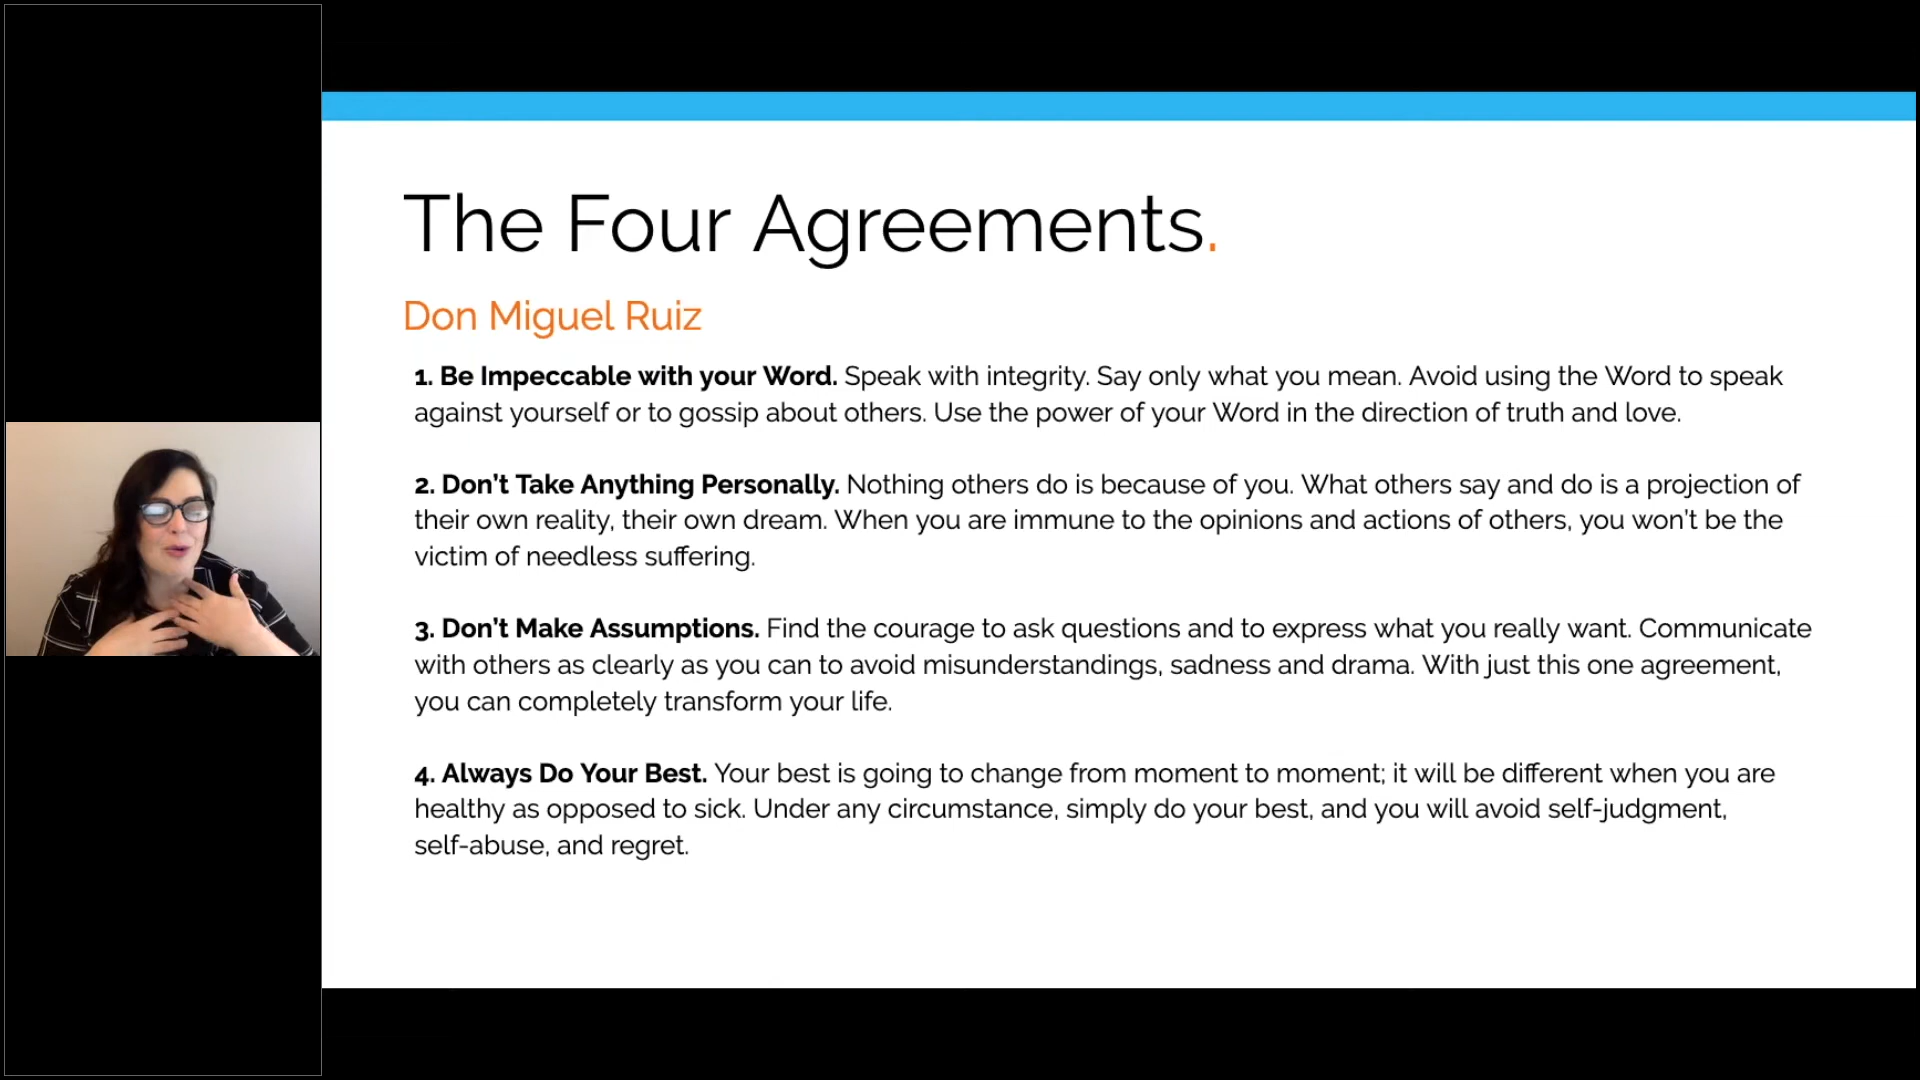 The Four Agreements.
Don Miguel Ruiz
1. Be Impeccable with your Word. Speak with integrity. Say only what you mean. Avoid using the Word to speak
against yourself or to gossip about others. Use the power of your Word in the direction of truth and love.
2. Don’t Take Anything Personally. Nothing others do is because of you. What others say and do is a projection of
their own reality, their own dream. When you are immune to the opinions and actions of others, you won’t be the
victim of needless suffering.
3. Don’t Make Assumptions. Find the courage to ask questions and to express what you really want. Communicate
with others as clearly as you can to avoid misunderstandings, sadness and drama. With just this one agreement,
you can completely transform your life.
4. Always Do Your Best. Your best is going to change from moment to moment; it will be different when you are
healthy as opposed to sick. Under any circumstance, simply do your best, and you will avoid self-judgment,
self-abuse, and regret.